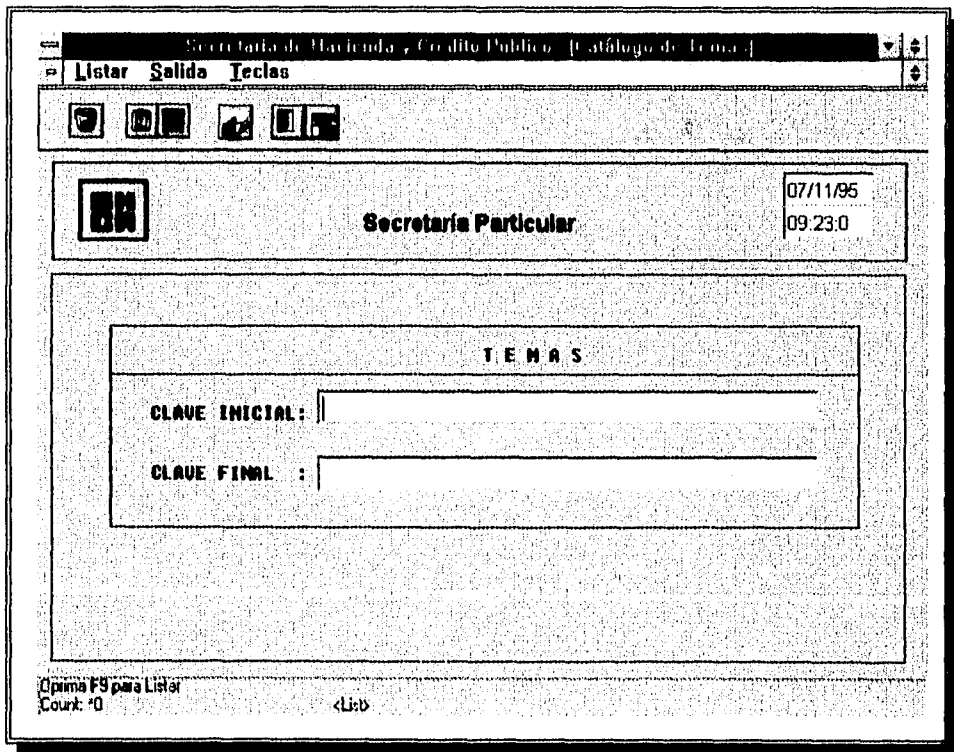 Secretaría de Hacienda y Crédito Público [Catálogo de Temas]
Listar Salida Teclas
Secretaría Particular
07/11/95
09:23:0
T E M A S
CLAVE INICIAL:
CLAVE FINAL :
Oprima F9 para Listar
Count: *0 <List>